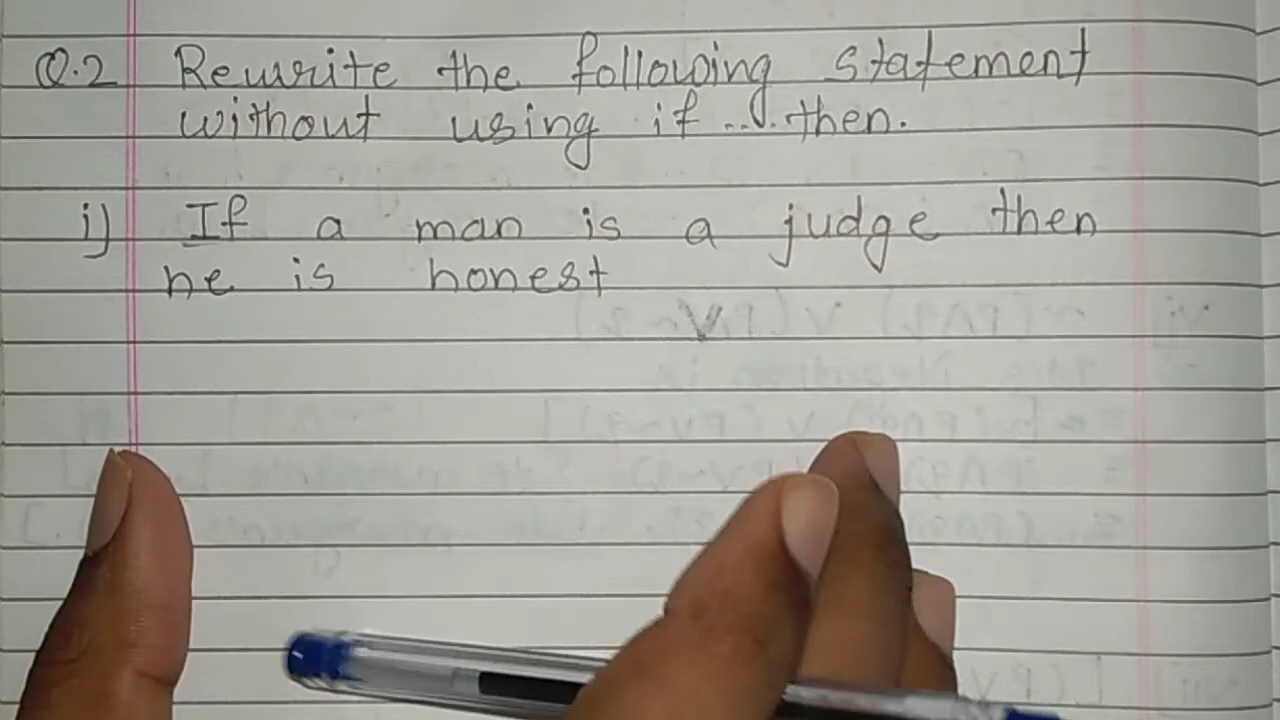 Q.2 Rewrite the following statement
without using if ... then.
i) If a man is a judge then
he is honest